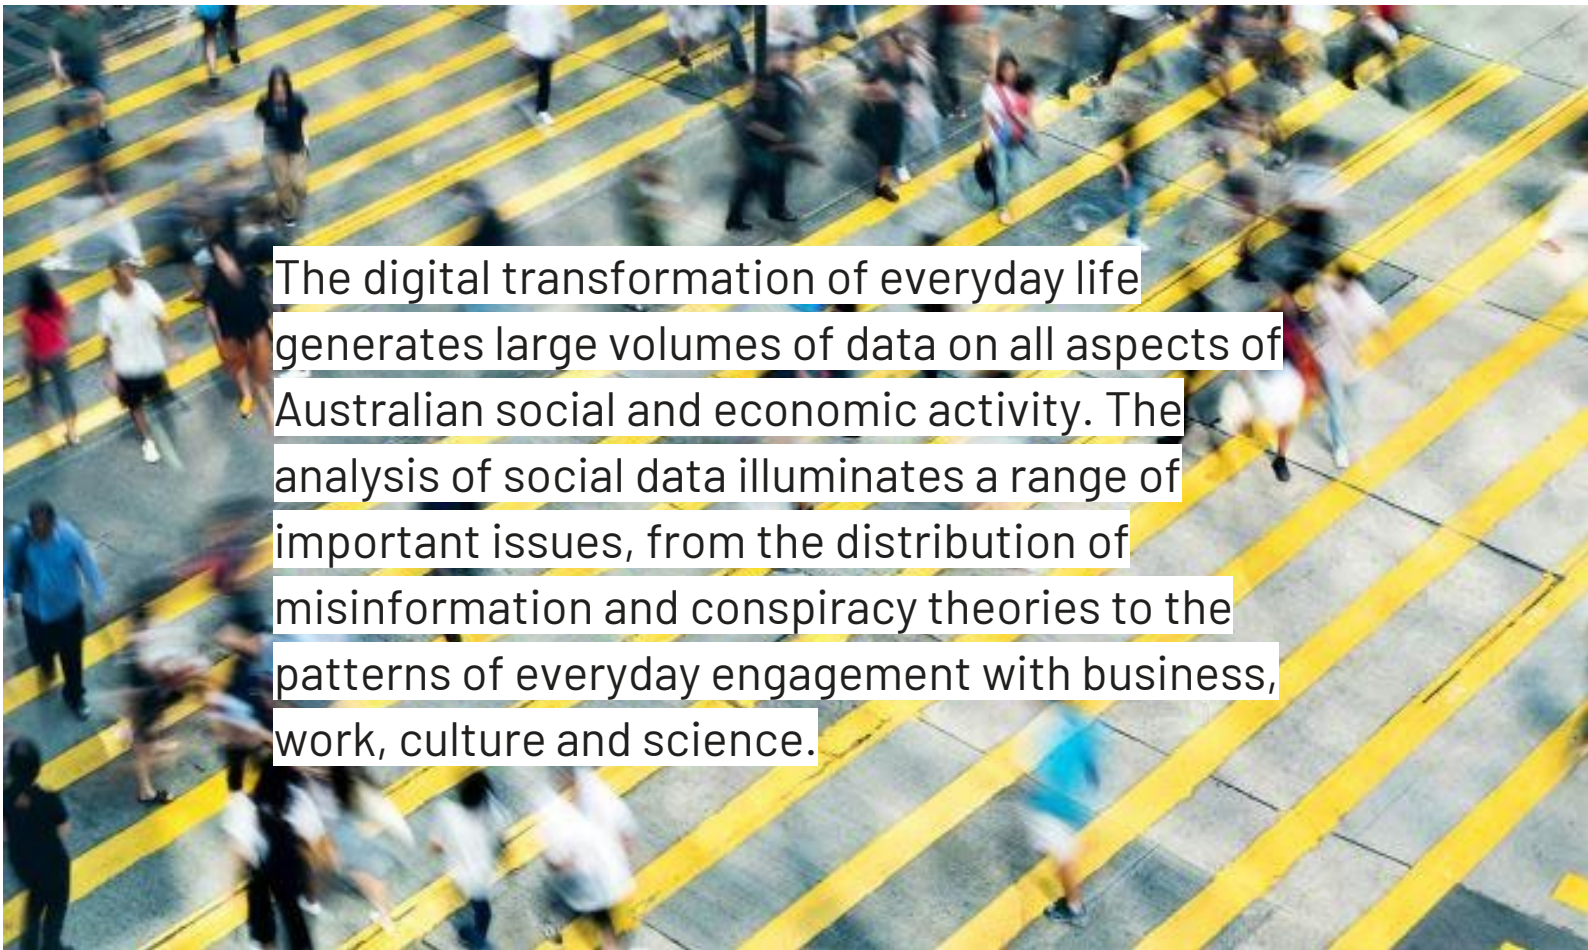 The digital transformation of everyday life
generates large volumes of data on all aspects of
Australian social and economic activity. The
analysis of social data illuminates a range of
important issues, from the distribution of
misinformation and conspiracy theories to the
patterns of everyday engagement with business,
work, culture and science.